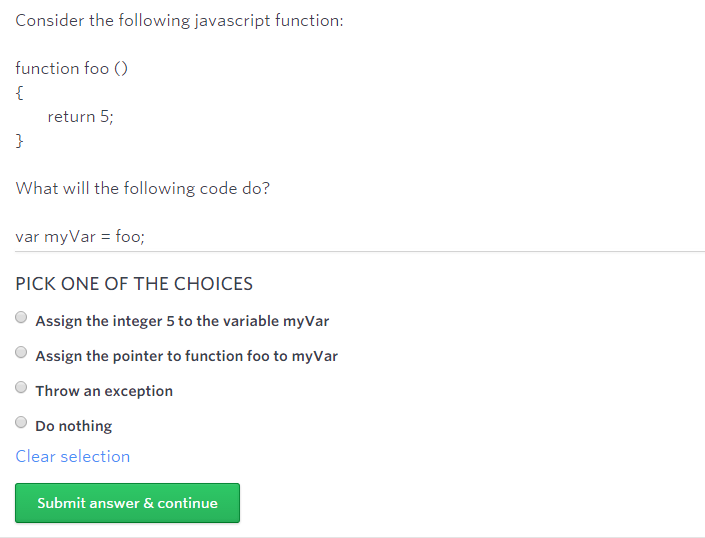 Consider the following javascript function:
function foo ()
{
return 5;
}
What will the following code do?
var myVar = foo;
PICK ONE OF THE CHOICES
Assign the integer 5 to the variable myVar
Assign the pointer to function foo to myVar
Throw an exception
Do nothing
Clear selection
Submit answer & continue